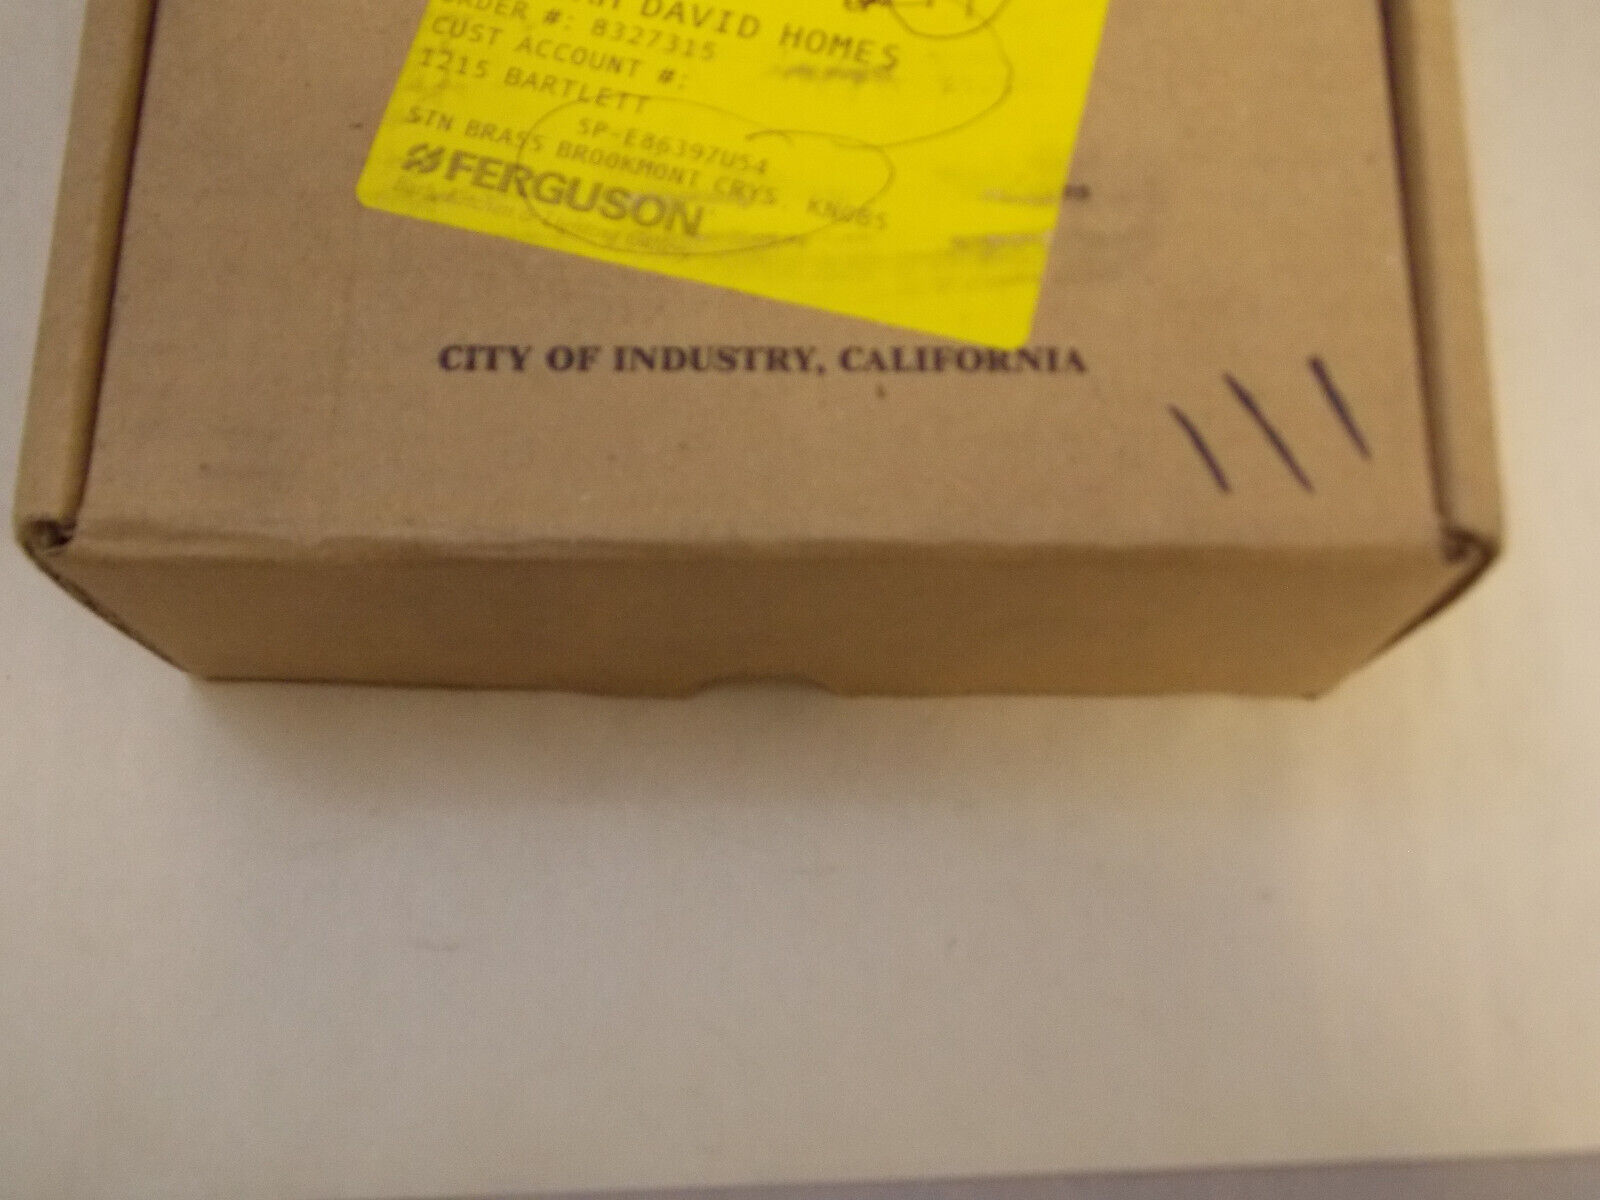 DAVID HOMES
ORDER #: 8327315
CUST ACCOUNT #:
1215 BARTLETT
SP-E86397US4
STN BRASS BROOKMONT CRYS. KNOBS
FERGUSON
CITY OF INDUSTRY, CALIFORNIA